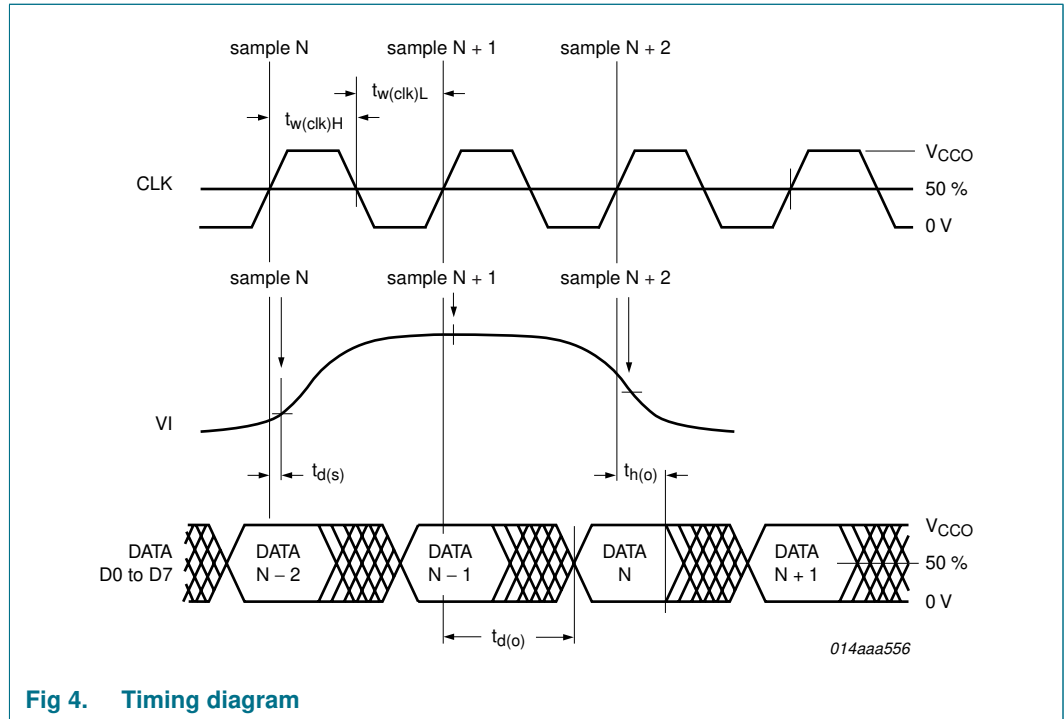 sample N sample N + 1 sample N + 2
tw(clk)L
tw(clk)H
VCCO
CLK
50 %
0 V
sample N sample N + 1 sample N + 2
VI
td(s)
th(o)
VCCO
DATA
D0 to D7
DATA
N − 2
DATA
N − 1
DATA
N
DATA
N + 1
50 %
0 V
td(o)
014aaa556
Fig 4. Timing diagram